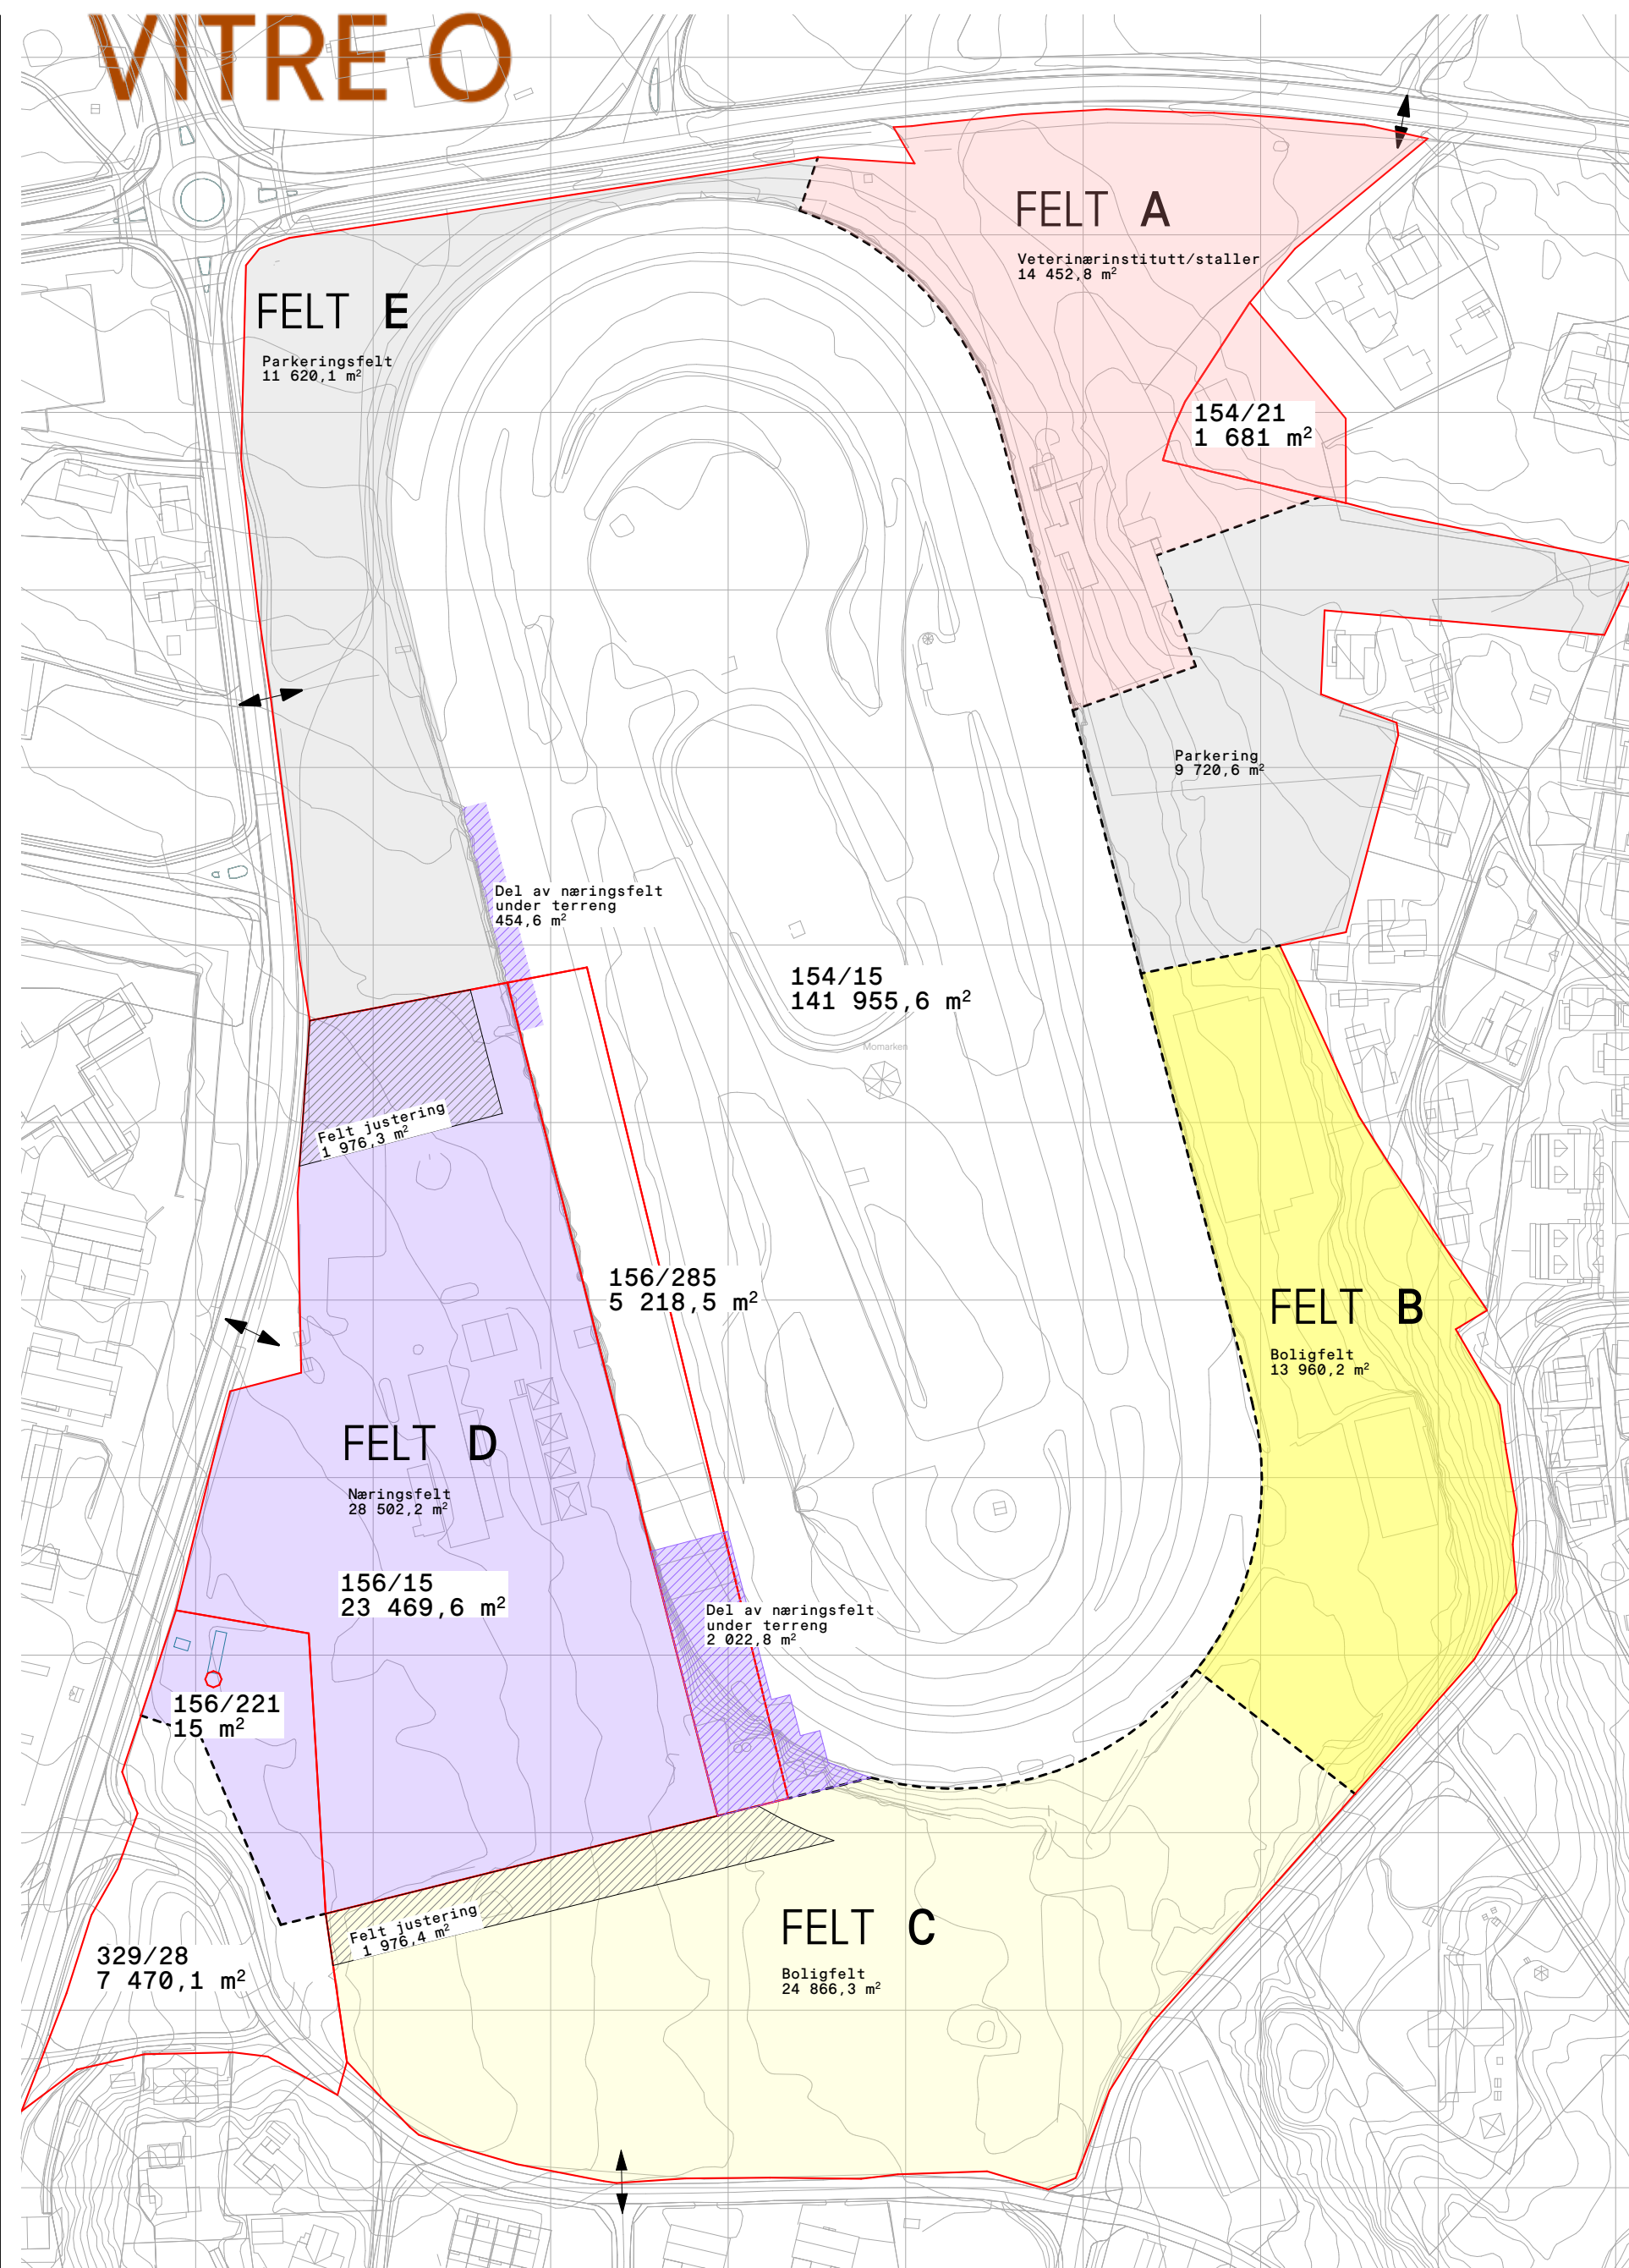 VITRE O
FELT A
Veterinærinstitutt/staller
14 452,8 m²
FELT E
Parkeringsfelt
11 620,1 m²
154/21
1 681 m²
Parkering
9 720,6 m²
Del av næringsfelt
under terreng
454,6 m²
154/15
141 955,6 m²
Momarken
Felt justering
1 976,3 m²
156/285
5 218,5 m²
FELT B
Boligfelt
13 960,2 m²
FELT D
Næringsfelt
28 502,2 m²
156/15
23 469,6 m²
Del av næringsfelt
under terreng
2 022,8 m²
156/221
15 m²
FELT C
Boligfelt
24 866,3 m²
Felt justering
1 976,4 m²
329/28
7 470,1 m²